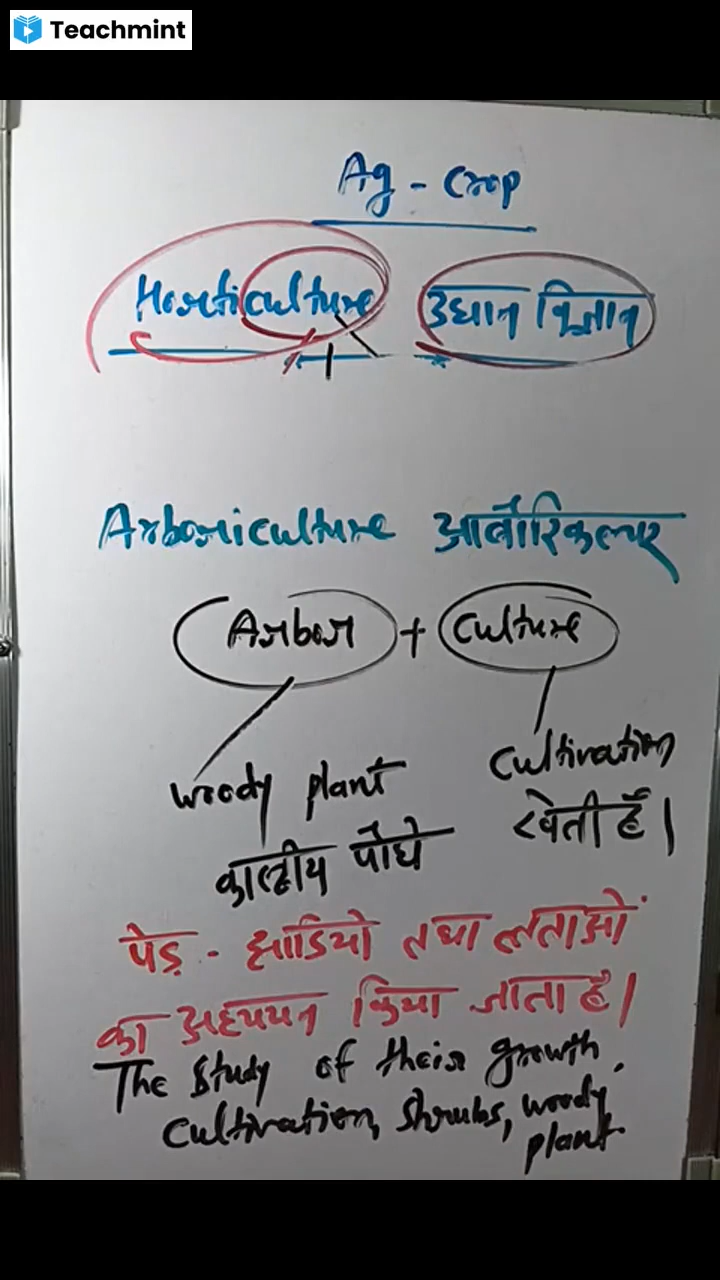 Teachmint
Ag - Crop
Horticulture उधान विज्ञान
Arboriculture आर्बोरिकल्चर
Arbor + Culture
woody plant Cultivation
काष्ठीय पौधे खेती हैं।
पेड़ - झाडियो तथा लताओं
का अध्ययन किया जाता हैं।
The study of their growth,
cultivation, shrubs, woody
plant